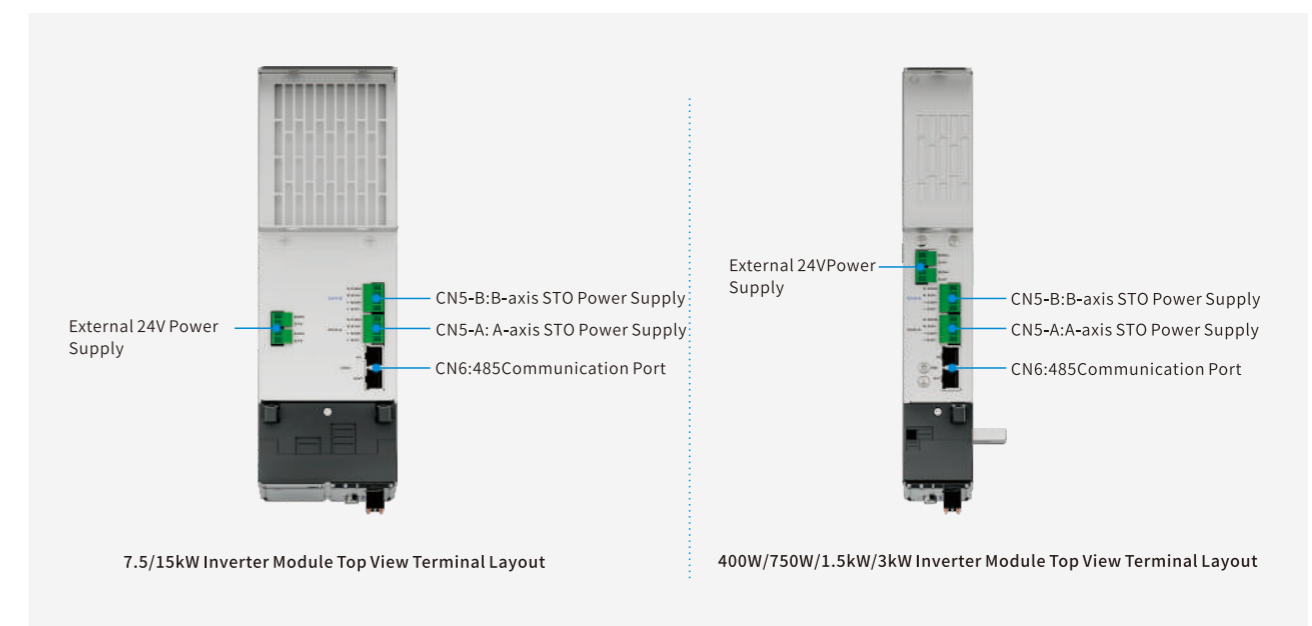 External 24V Power
Supply
CN5-B:B-axis STO Power Supply
CN5-A: A-axis STO Power Supply
CN6:485Communication Port
7.5/15kW Inverter Module Top View Terminal Layout
External 24VPower
Supply
CN5-B:B-axis STO Power Supply
CN5-A:A-axis STO Power Supply
CN6:485Communication Port
400W/750W/1.5kW/3kW Inverter Module Top View Terminal Layout